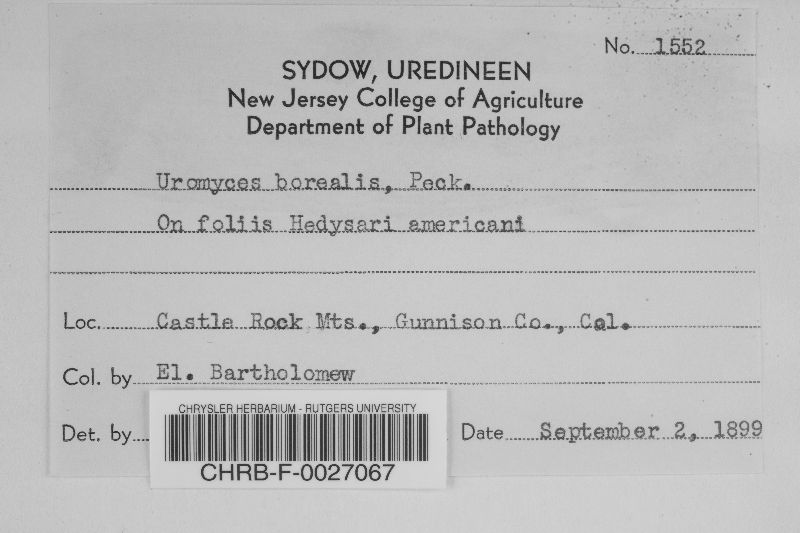 No. 1552
SYDOW, UREDINEEN
New Jersey College of Agriculture
Department of Plant Pathology
Uromyces borealis, Peck.
On foliis Hedysari americani
Loc. Castle Rock Mts., Gunnison Co., Col.
Col. by El. Bartholomew
Det. by
Date September 2, 1899
CHRYSLER HERBARIUM - RUTGERS UNIVERSITY
CHRB-F-0027067